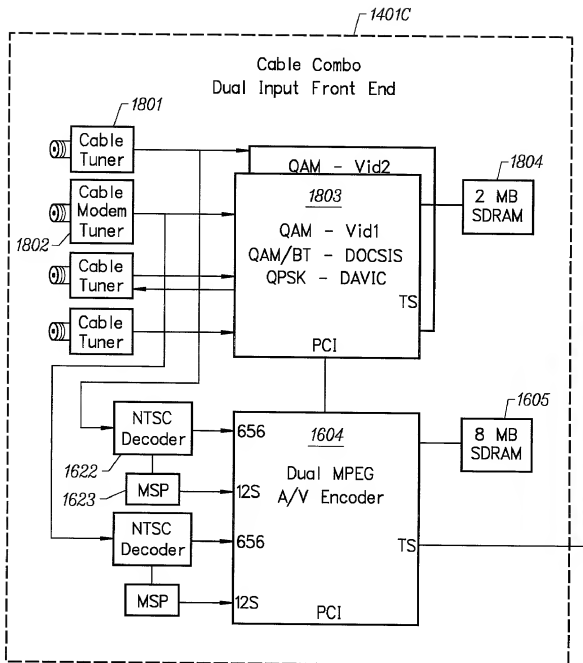 1401C
Cable Combo
Dual Input Front End
1801
Cable
Tuner
Cable
Modem
Tuner
1802
Cable
Tuner
Cable
Tuner
QAM - Vid2
1803
QAM - Vid1
QAM/BT - DOCSIS
QPSK - DAVIC
TS
PCI
1804
2 MB
SDRAM
NTSC
Decoder
1622
1623
MSP
NTSC
Decoder
MSP
656
1604
Dual MPEG
A/V Encoder
12S
656
TS
12S
PCI
1605
8 MB
SDRAM